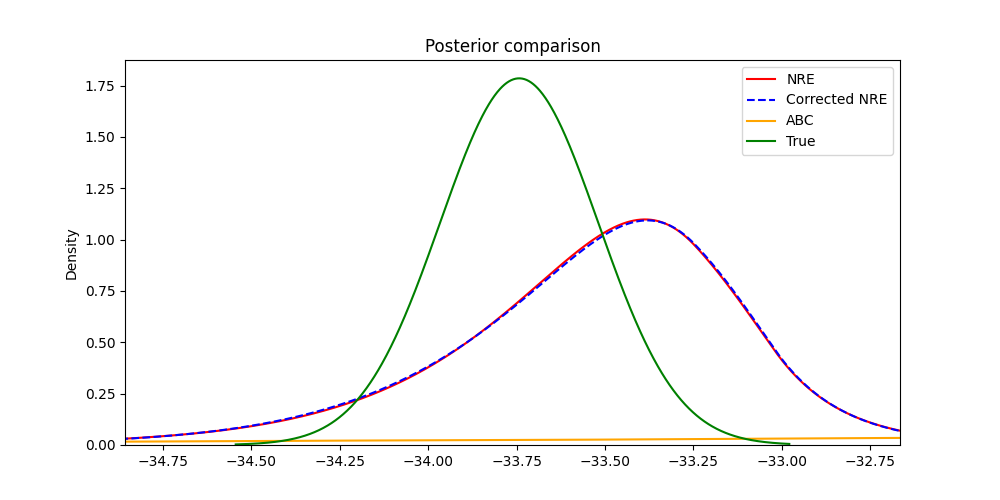 Posterior comparison
NRE
Corrected NRE
ABC
True
Density
1.75
1.50
1.25
1.00
0.75
0.50
0.25
0.00
−34.75
−34.50
−34.25
−34.00
−33.75
−33.50
−33.25
−33.00
−32.75